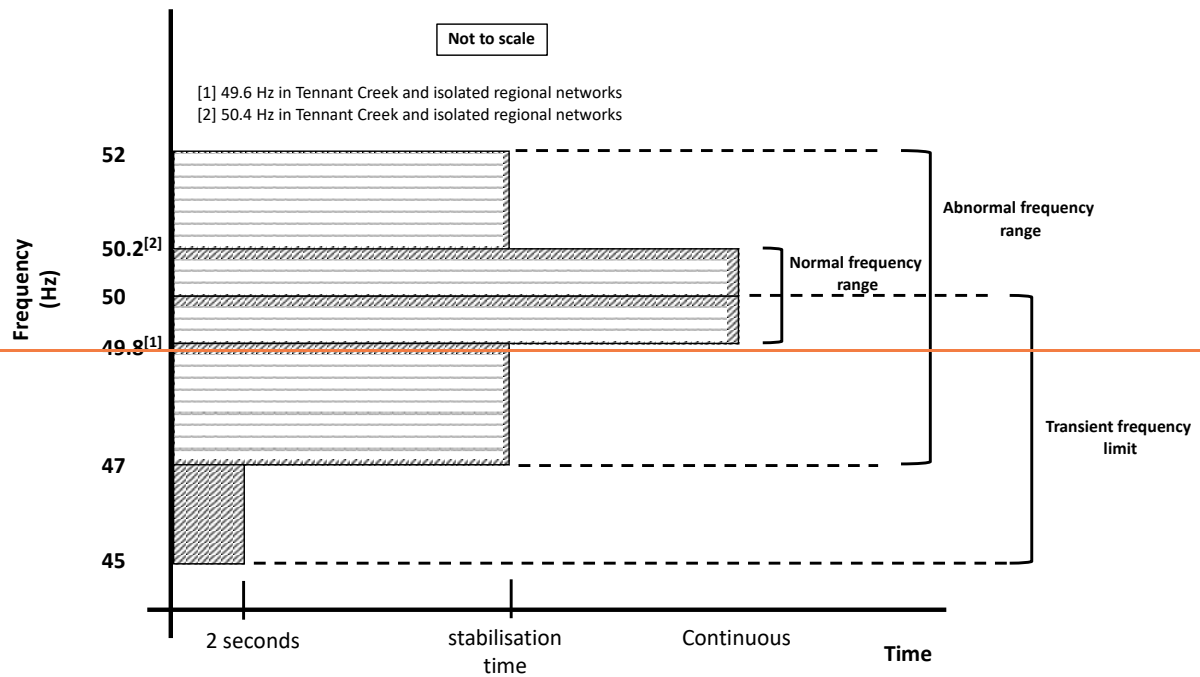 Not to scale
[1] 49.6 Hz in Tennant Creek and isolated regional networks
[2] 50.4 Hz in Tennant Creek and isolated regional networks
52
Abnormal frequency
range
50.2[2]
Normal frequency
range
Frequency
(Hz)
50
49.8[1]
Transient frequency
limit
47
45
2 seconds
stabilisation
time
Continuous
Time